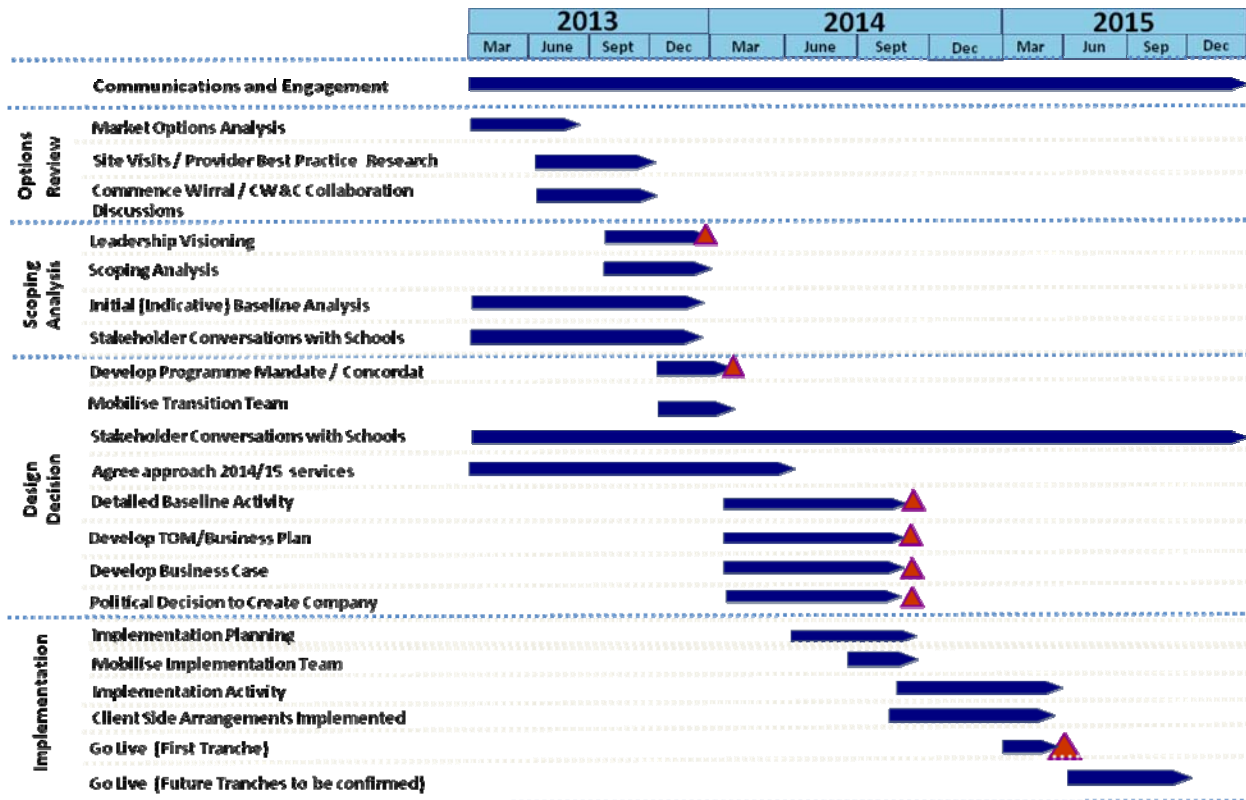 2013 2014 2015
Mar June Sept Dec Mar June Sept Dec Mar Jun Sep Dec
Communications and Engagement
Options
Review
Market Options Analysis
Site Visits / Provider Best Practice Research
Commence Wirral / CW&C Collaboration
Discussions
Scoping
Analysis
Leadership Visioning
Scoping Analysis
Initial (Indicative) Baseline Analysis
Stakeholder Conversations with Schools
Design
Decision
Develop Programme Mandate / Concordat
Mobilise Transition Team
Stakeholder Conversations with Schools
Agree approach 2014/15 services
Detailed Baseline Activity
Develop TOM/Business Plan
Develop Business Case
Political Decision to Create Company
Implementation
Implementation Planning
Mobilise Implementation Team
Implementation Activity
Client Side Arrangements Implemented
Go Live (First Tranche)
Go Live (Future Tranches to be confirmed)